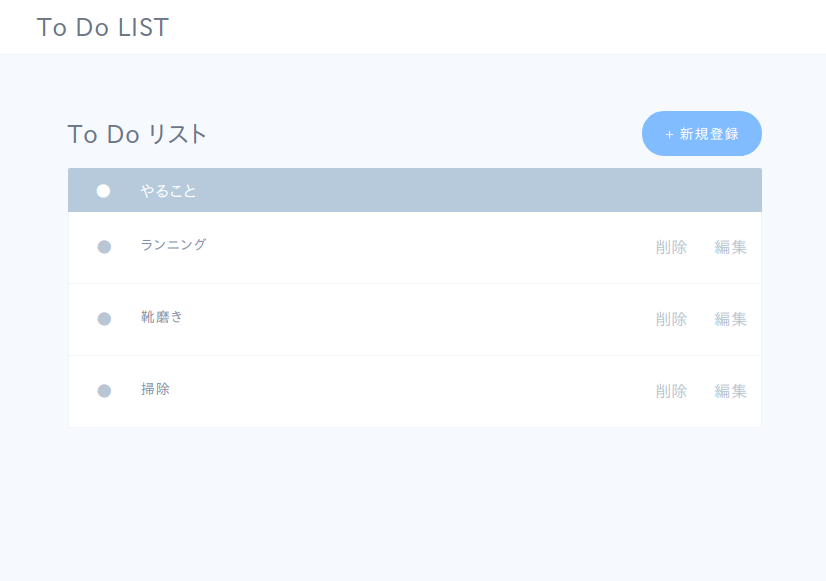 To Do LIST
To Do リスト
+ 新規登録
やること
ランニング 削除 編集
靴磨き 削除 編集
掃除 削除 編集